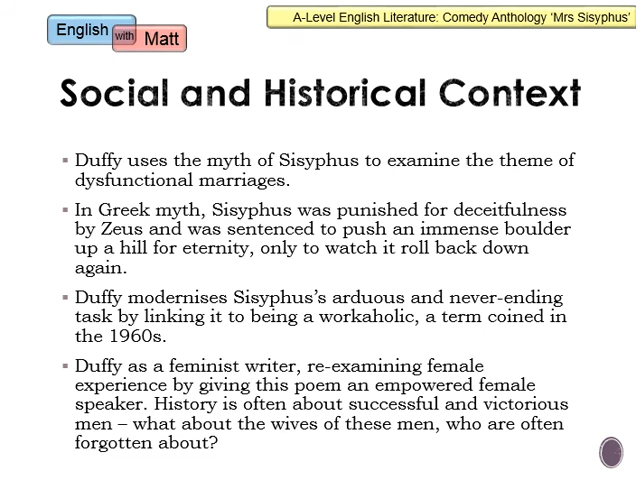 English with Matt
A-Level English Literature: Comedy Anthology 'Mrs Sisyphus'
Social and Historical Context
Duffy uses the myth of Sisyphus to examine the theme of
dysfunctional marriages.
In Greek myth, Sisyphus was punished for deceitfulness
by Zeus and was sentenced to push an immense boulder
up a hill for eternity, only to watch it roll back down
again.
Duffy modernises Sisyphus's arduous and never-ending
task by linking it to being a workaholic, a term coined in
the 1960s.
Duffy as a feminist writer, re-examining female
experience by giving this poem an empowered female
speaker. History is often about successful and victorious
men – what about the wives of these men, who are often
forgotten about?